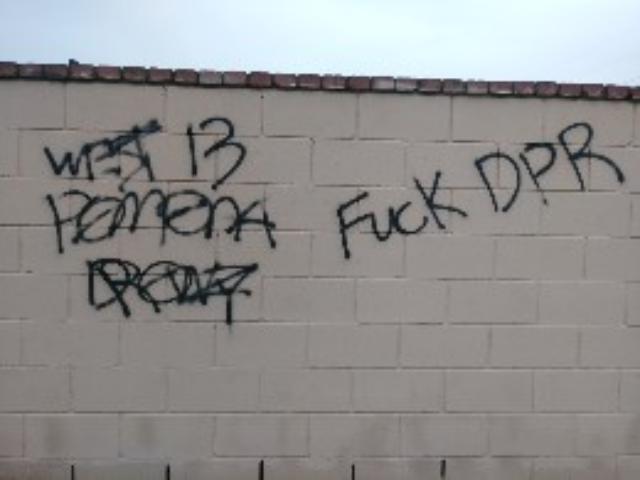 WEST 13
POMONA
FUCK DPR